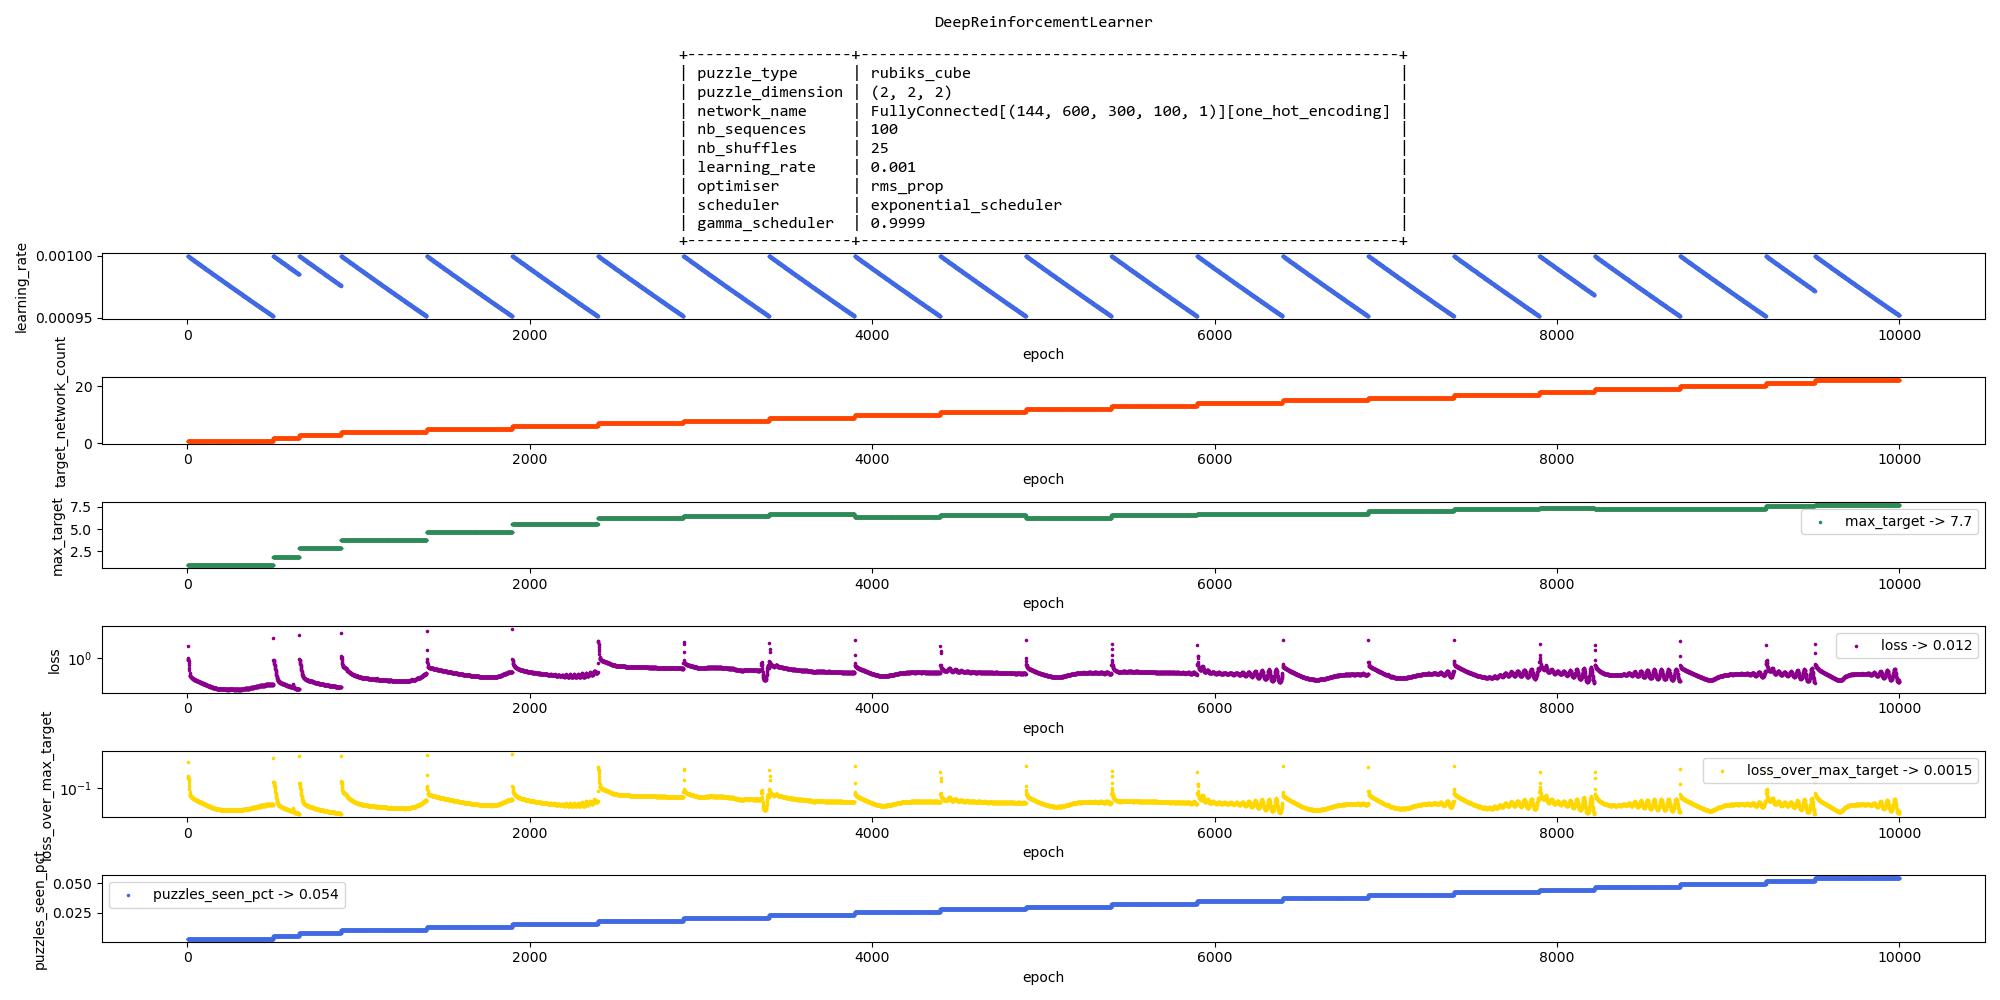 DeepReinforcementLearner
+------------------+-----------------------------------------------------------+
| puzzle_type | rubiks_cube |
| puzzle_dimension | (2, 2, 2) |
| network_name | FullyConnected[(144, 600, 300, 100, 1)][one_hot_encoding] |
| nb_sequences | 100 |
| nb_shuffles | 25 |
| learning_rate | 0.001 |
| optimiser | rms_prop |
| scheduler | exponential_scheduler |
| gamma_scheduler | 0.9999 |
+------------------+-----------------------------------------------------------+
learning_rate
0.00100
0.00095
0 2000 4000 6000 8000 10000
epoch
target_network_count
20
0
0 2000 4000 6000 8000 10000
epoch
max_target
7.5
5.0
2.5
max_target -> 7.7
0 2000 4000 6000 8000 10000
epoch
loss
10⁰
loss -> 0.012
0 2000 4000 6000 8000 10000
epoch
loss_over_max_target
10⁻¹
loss_over_max_target -> 0.0015
0 2000 4000 6000 8000 10000
epoch
puzzles_seen_pct
0.050
0.025
puzzles_seen_pct -> 0.054
0 2000 4000 6000 8000 10000
epoch